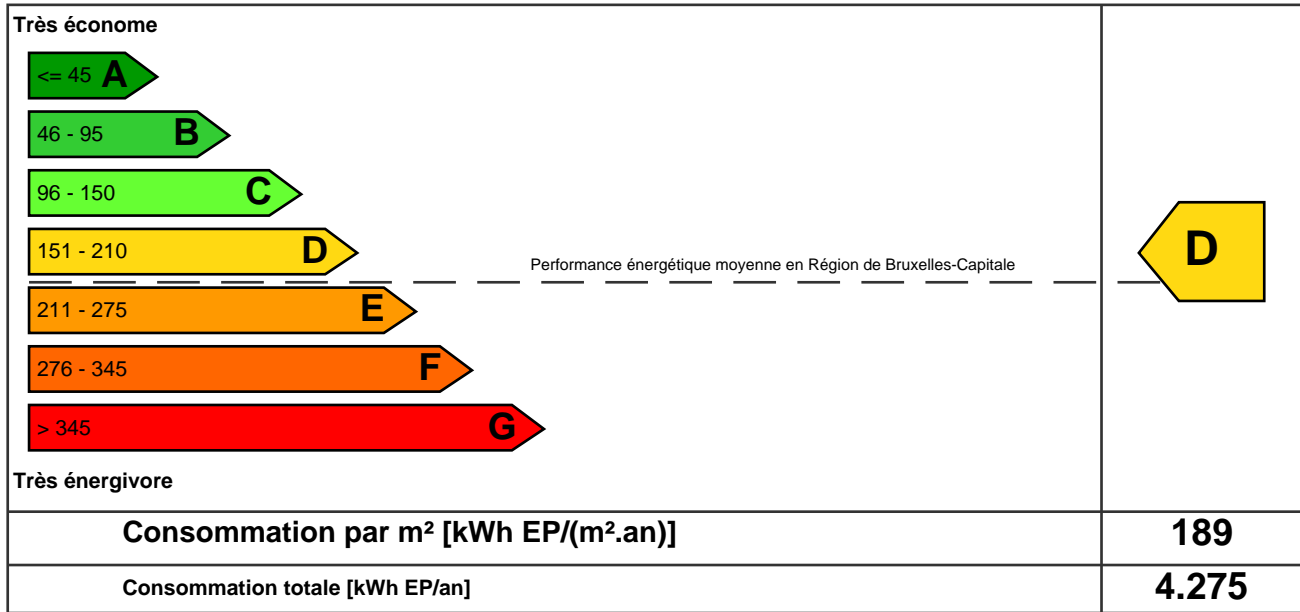 Très économe
<= 45 A
46 - 95 B
96 - 150 C
151 - 210 D
Performance énergétique moyenne en Région de Bruxelles-Capitale
D
211 - 275 E
276 - 345 F
> 345 G
Très énergivore
Consommation par m² [kWh EP/(m².an)] 189
Consommation totale [kWh EP/an] 4.275